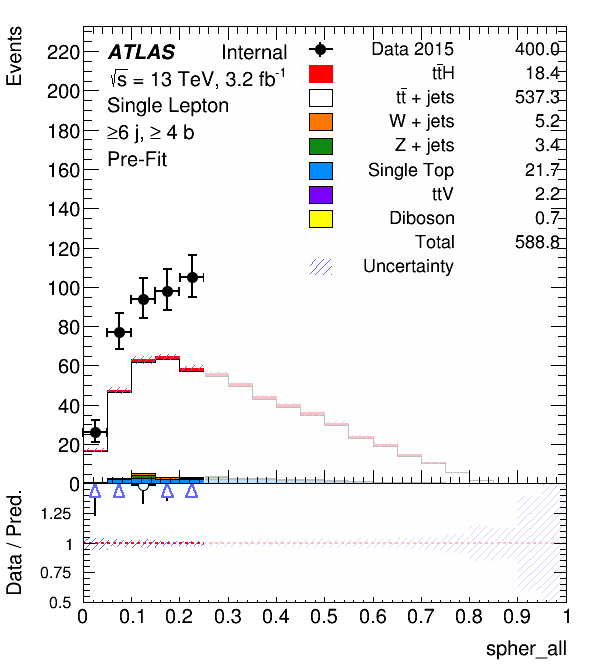 Events
ATLAS Internal
√s = 13 TeV, 3.2 fb⁻¹
Single Lepton
≥6 j, ≥ 4 b
Pre-Fit
Data 2015 400.0
tt̄H 18.4
tt̄ + jets 537.3
W + jets 5.2
Z + jets 3.4
Single Top 21.7
ttV 2.2
Diboson 0.7
Total 588.8
Uncertainty
220
200
180
160
140
120
100
80
60
40
20
0
Data / Pred.
1.25
1
0.75
0.5
0 0.1 0.2 0.3 0.4 0.5 0.6 0.7 0.8 0.9 1
spher_all